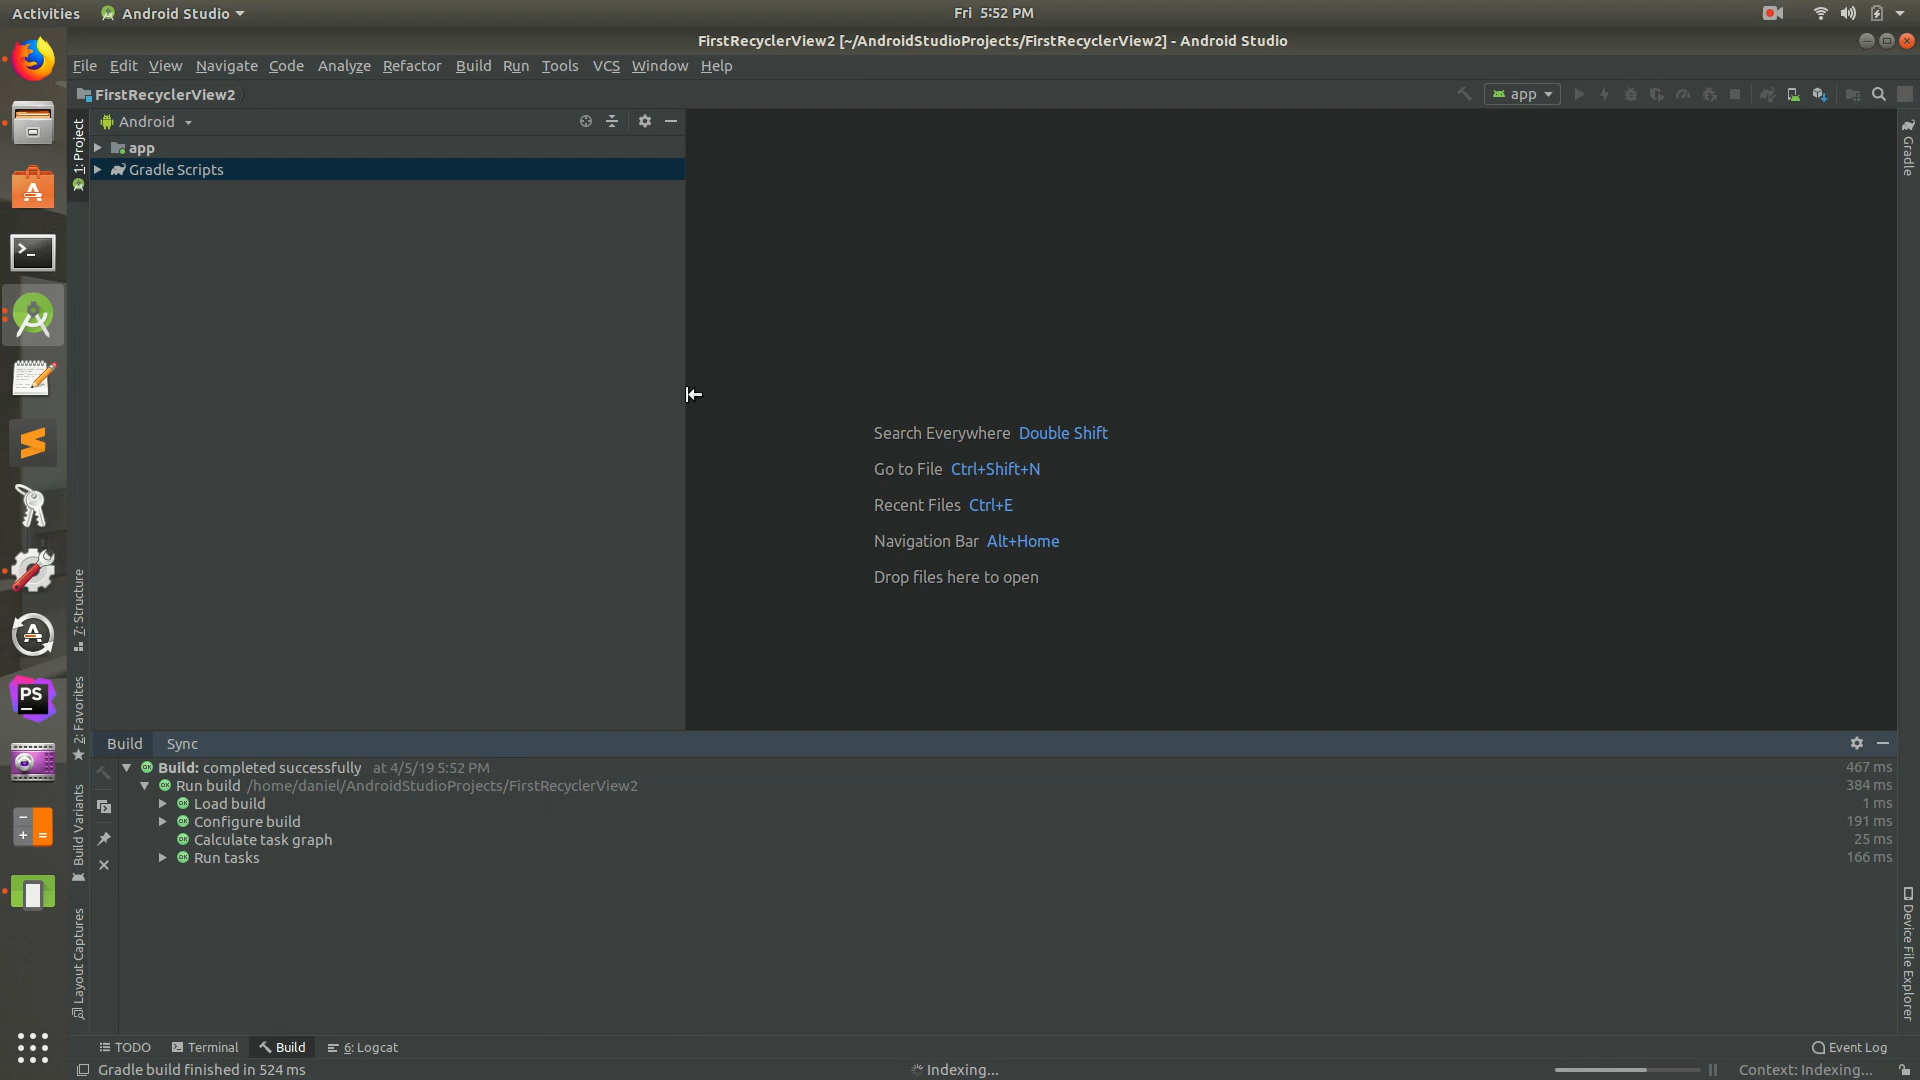 Activities Android Studio Fri 5:52 PM
FirstRecyclerView2 [~/AndroidStudioProjects/FirstRecyclerView2] - Android Studio
File Edit View Navigate Code Analyze Refactor Build Run Tools VCS Window Help
FirstRecyclerView2 app
Android
app
Gradle Scripts
1: Project
7: Structure
2: Favorites
Build Variants
Layout Captures
Gradle
Device File Explorer
PS
Search Everywhere Double Shift
Go to File Ctrl+Shift+N
Recent Files Ctrl+E
Navigation Bar Alt+Home
Drop files here to open
Build Sync
Build: completed successfully at 4/5/19 5:52 PM 467 ms
Run build /home/daniel/AndroidStudioProjects/FirstRecyclerView2 384 ms
Load build 1 ms
Configure build 191 ms
Calculate task graph 25 ms
Run tasks 166 ms
TODO Terminal Build 6: Logcat Event Log
Gradle build finished in 524 ms Indexing... Context: Indexing...